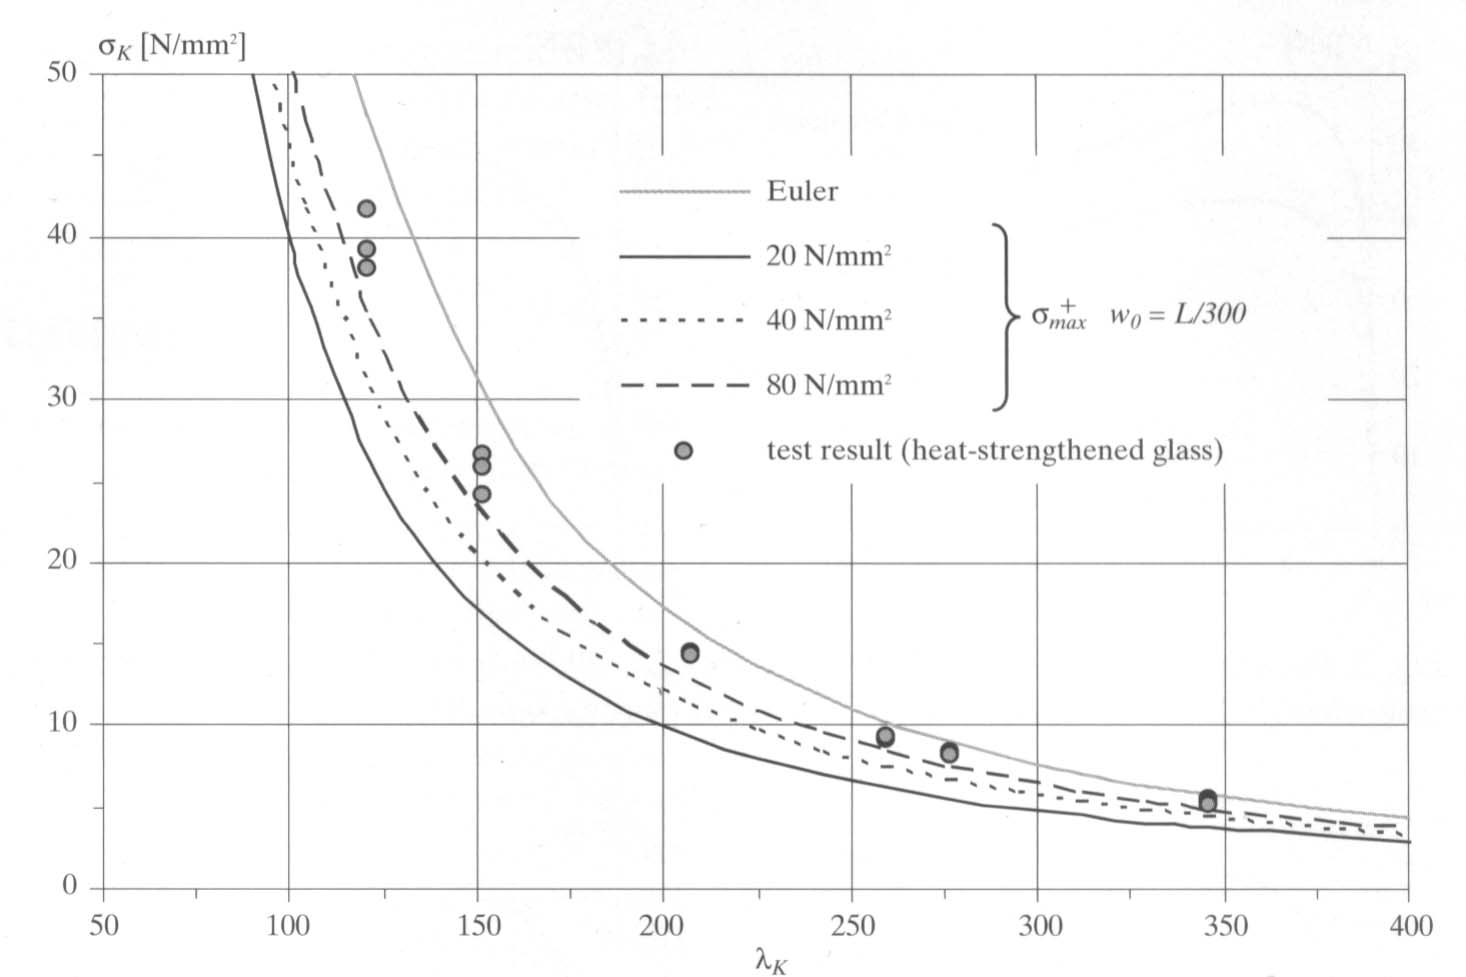 σK [N/mm²]
50
40
30
20
10
0
Euler
20 N/mm²
40 N/mm²
80 N/mm²
σ+max w0 = L/300
test result (heat-strengthened glass)
50 100 150 200 250 300 350 400
λK